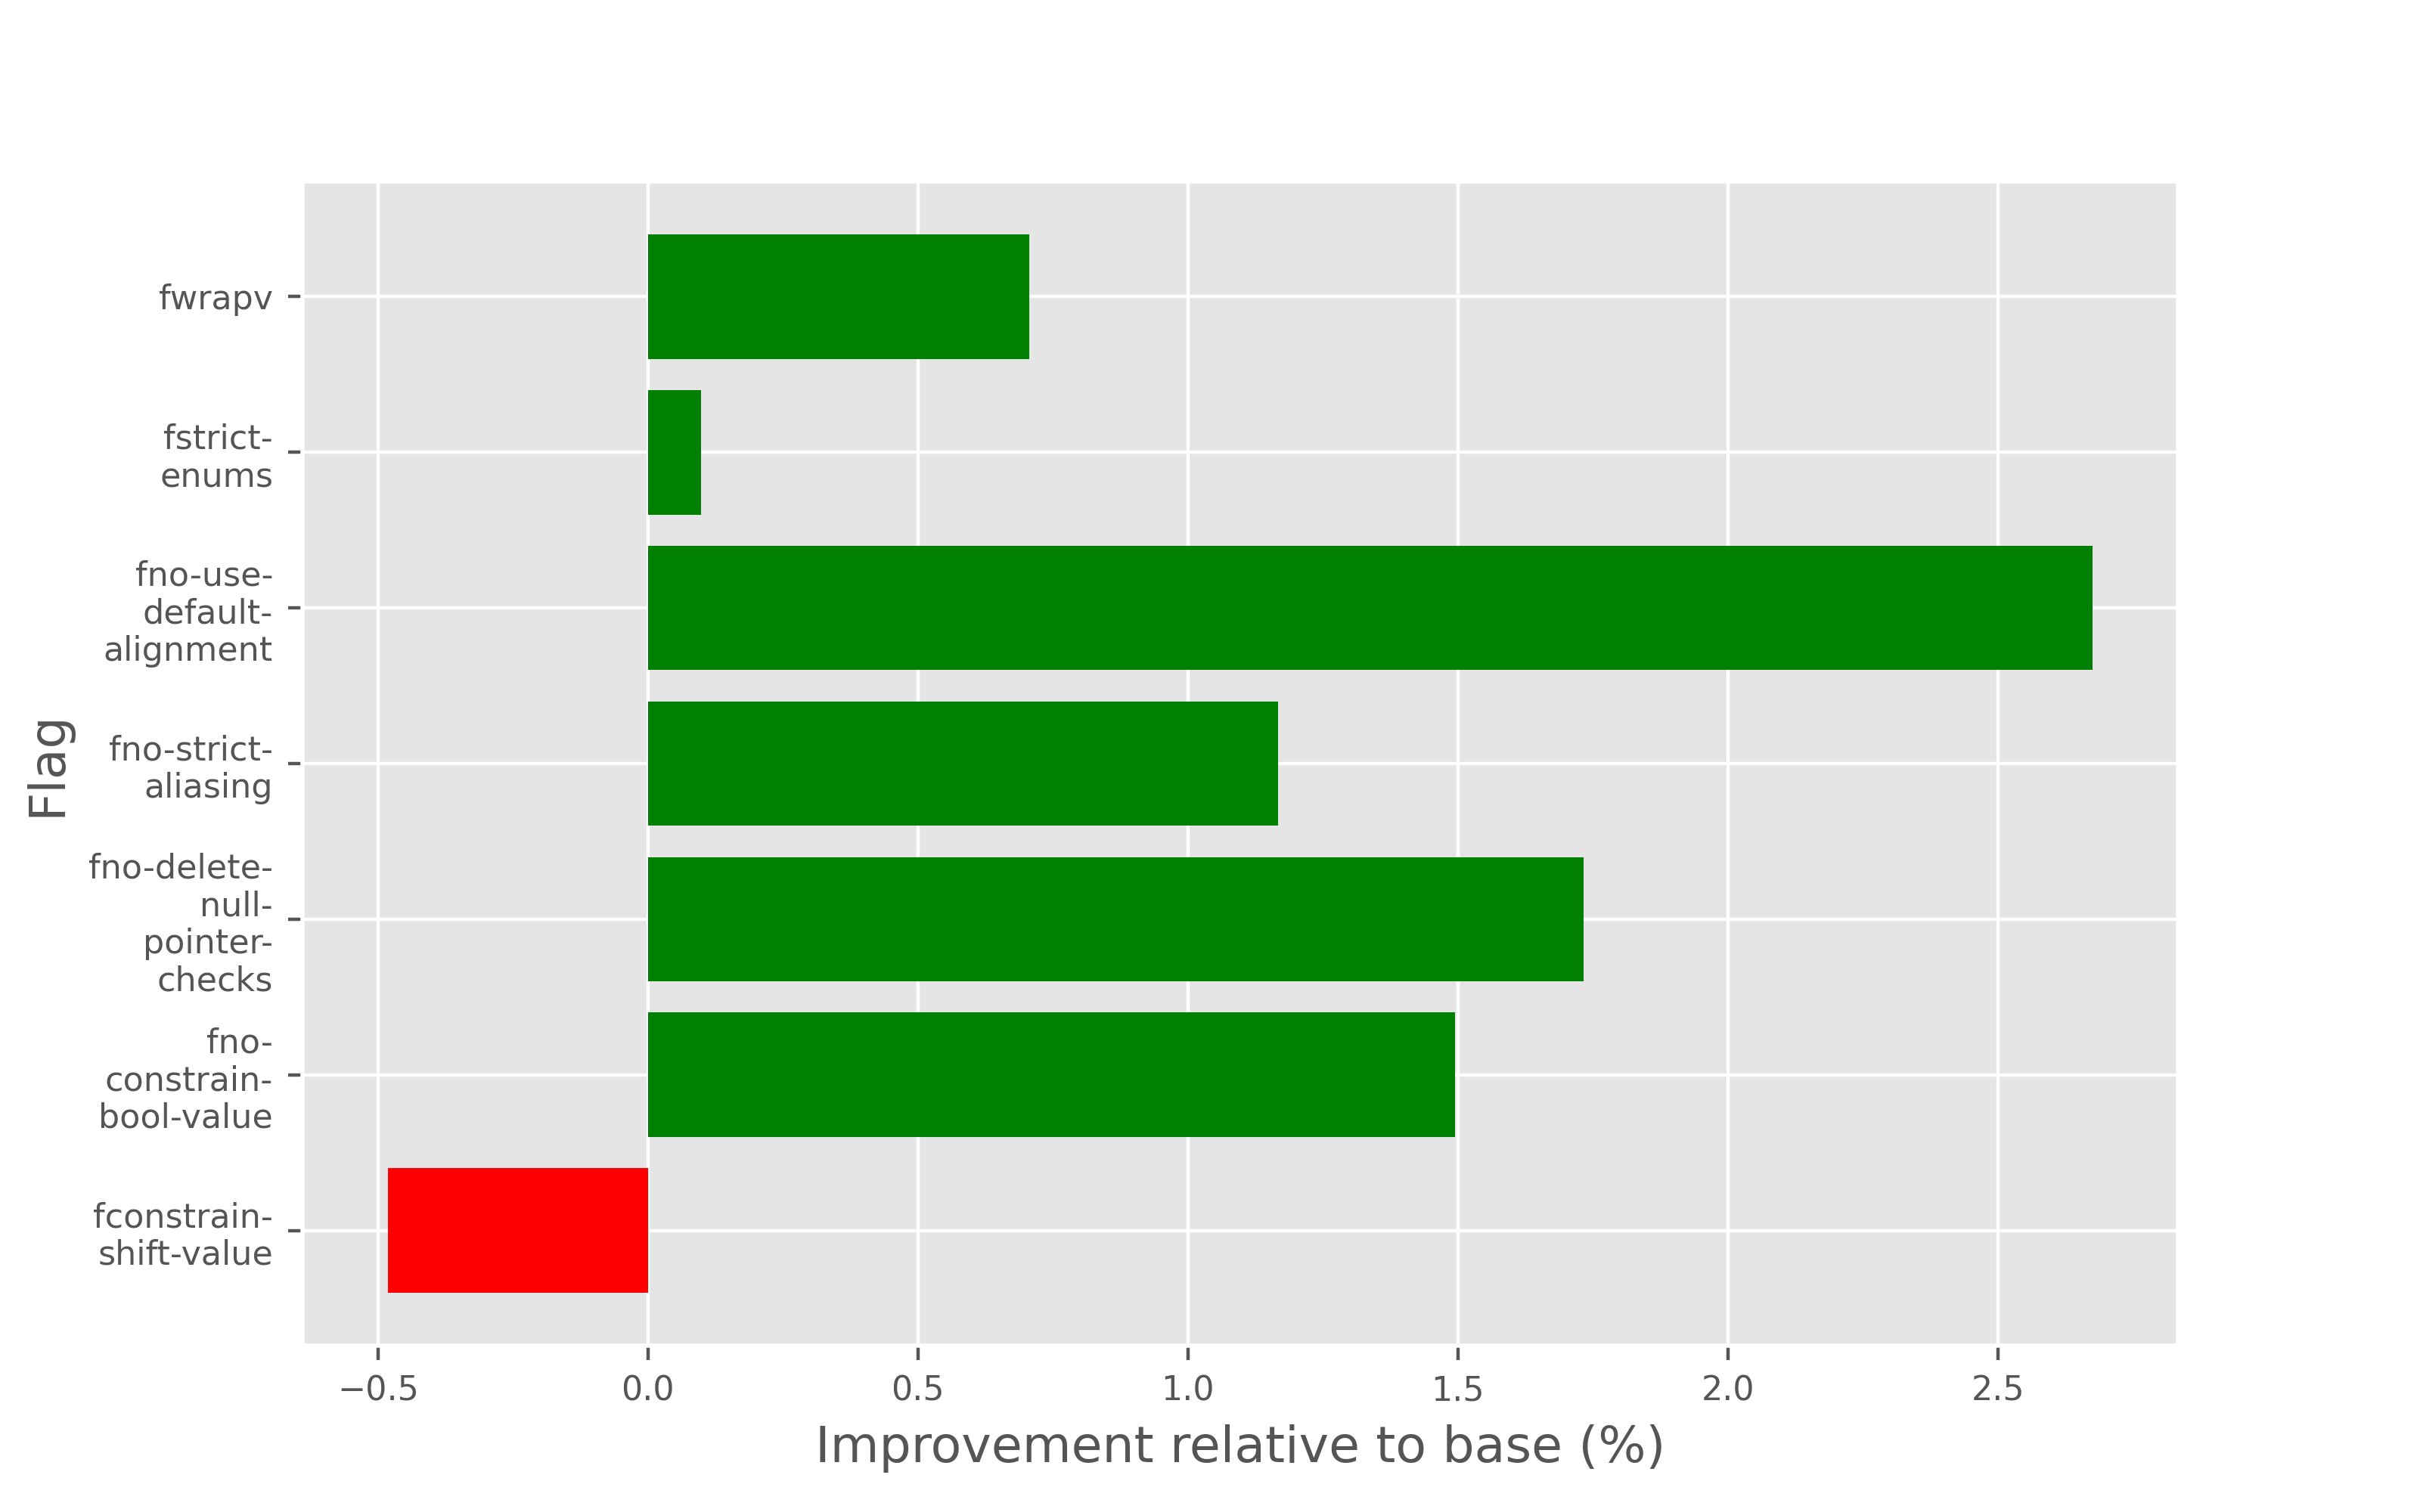 fwrapv
fstrict-
enums
fno-use-
default-
alignment
fno-strict-
aliasing
fno-delete-
null-
pointer-
checks
fno-
constrain-
bool-value
fconstrain-
shift-value
Flag
−0.5 0.0 0.5 1.0 1.5 2.0 2.5
Improvement relative to base (%)